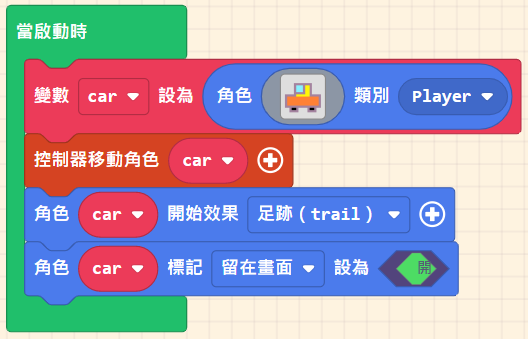 當啟動時
變數 car 設為 角色 類別 Player
控制器移動角色 car
角色 car 開始效果 足跡（trail）
角色 car 標記 留在畫面 設為 開